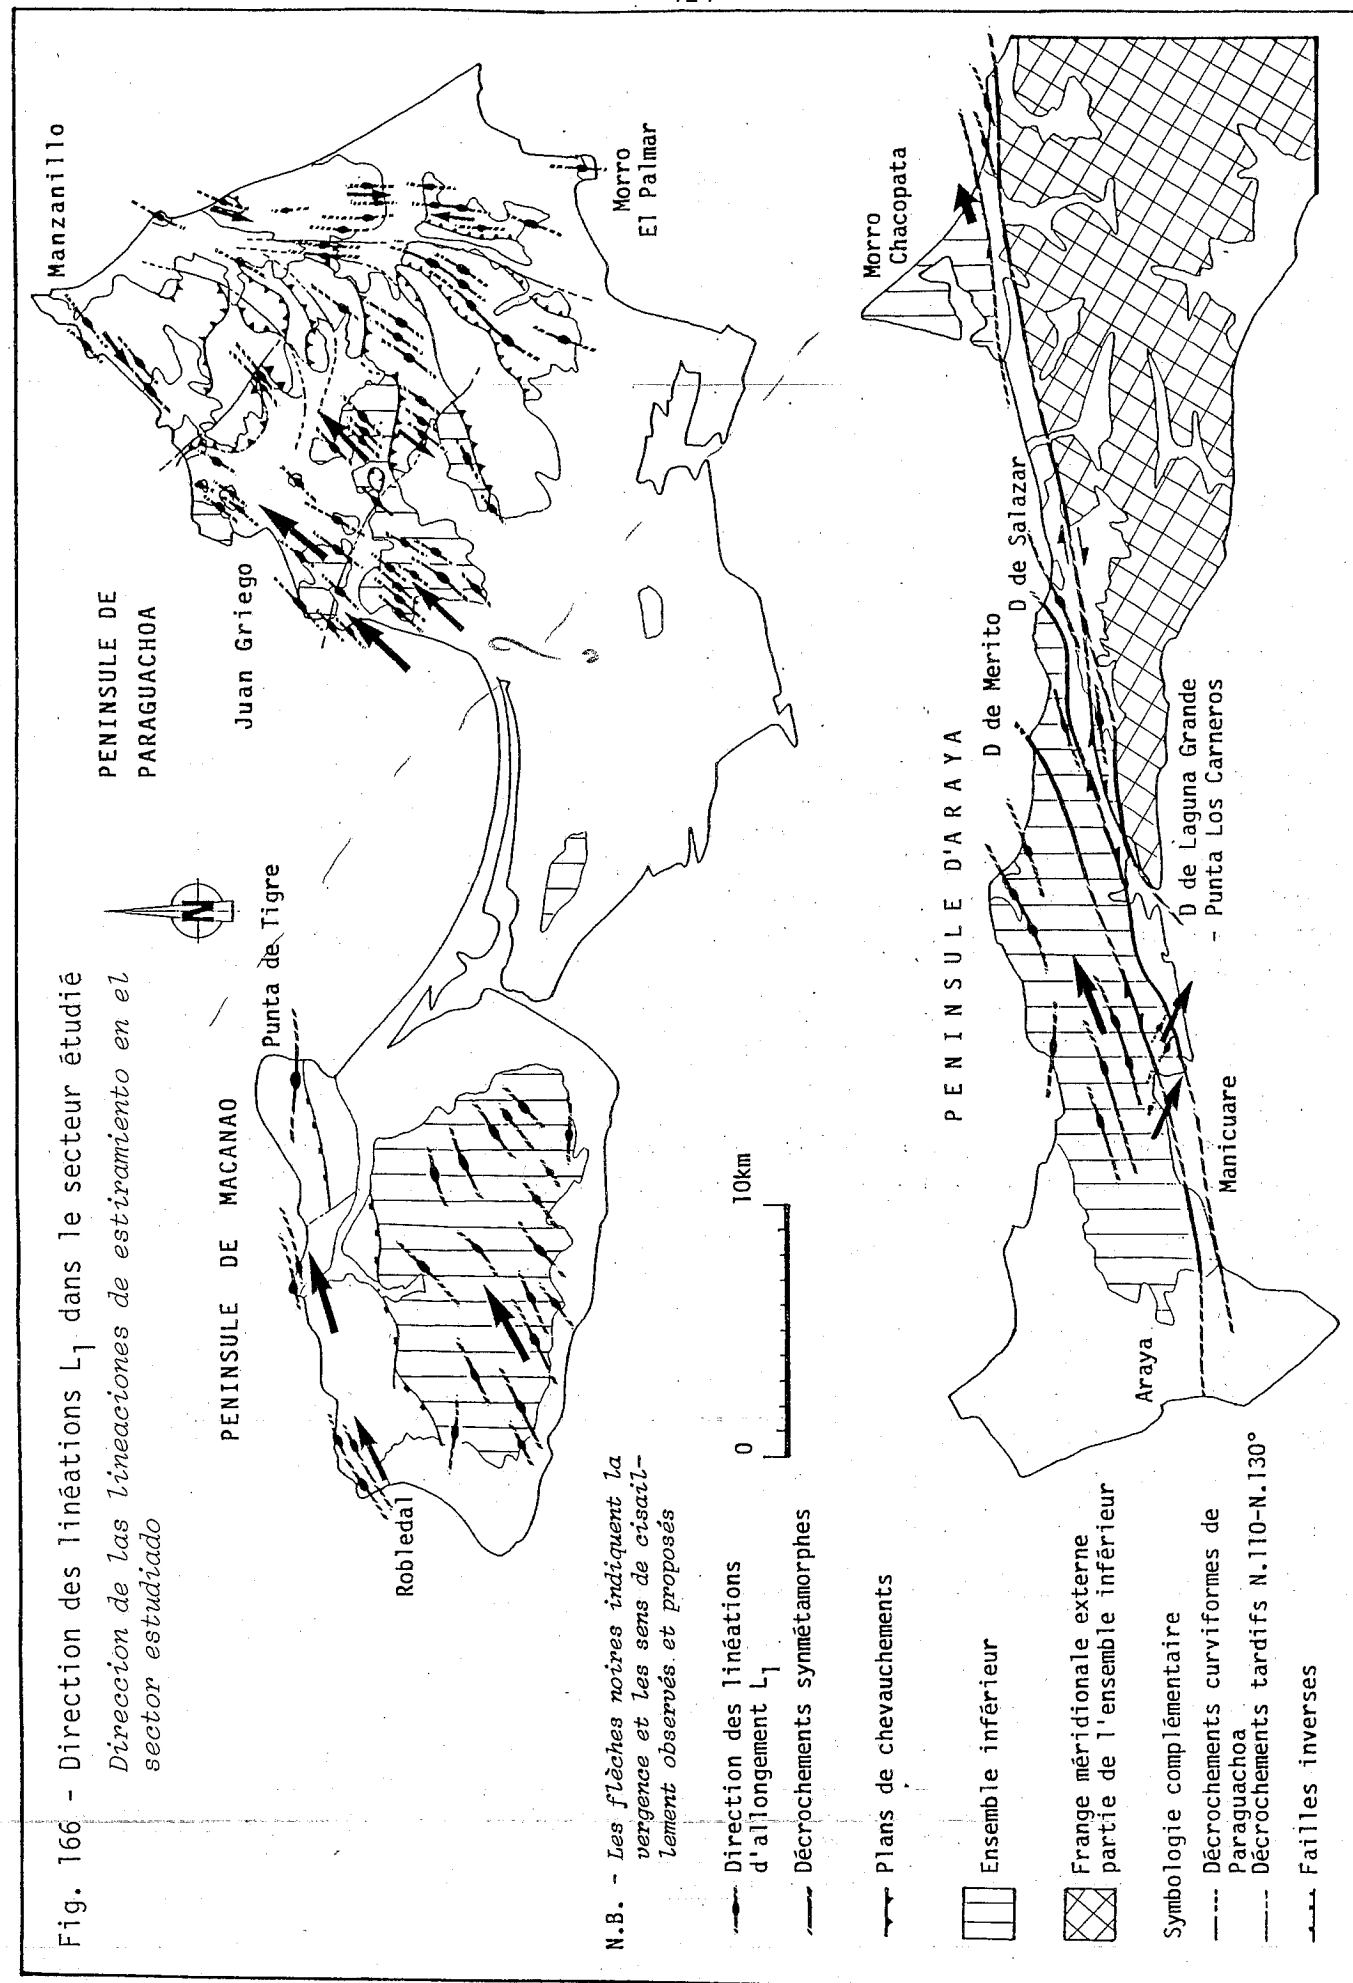 Fig. 166 - Direction des linéations L1 dans le secteur étudié
Direccion de las lineaciones de estiramiento en el
sector estudiado
N
PENINSULE DE
PARAGUACHOA
Manzanillo
Juan Griego
Morro
El Palmar
Punta de Tigre
PENINSULE DE MACANAO
Robledal
N.B. - Les flèches noires indiquent la
vergence et les sens de cisail-
lement observés et proposés
0
10km
Direction des linéations
d'allongement L1
Décrochements synmétamorphes
Plans de chevauchements
Ensemble inférieur
Frange méridionale externe
partie de l'ensemble inférieur
Symbologie complémentaire
Décrochements curviformes de
Paraguachoa
Décrochements tardifs N.110-N.130°
Failles inverses
PENINSULE D'ARAYA
Morro
Chacopata
D de Salazar
D de Merito
D de Laguna Grande
- Punta Los Carneros
Manicuare
Araya